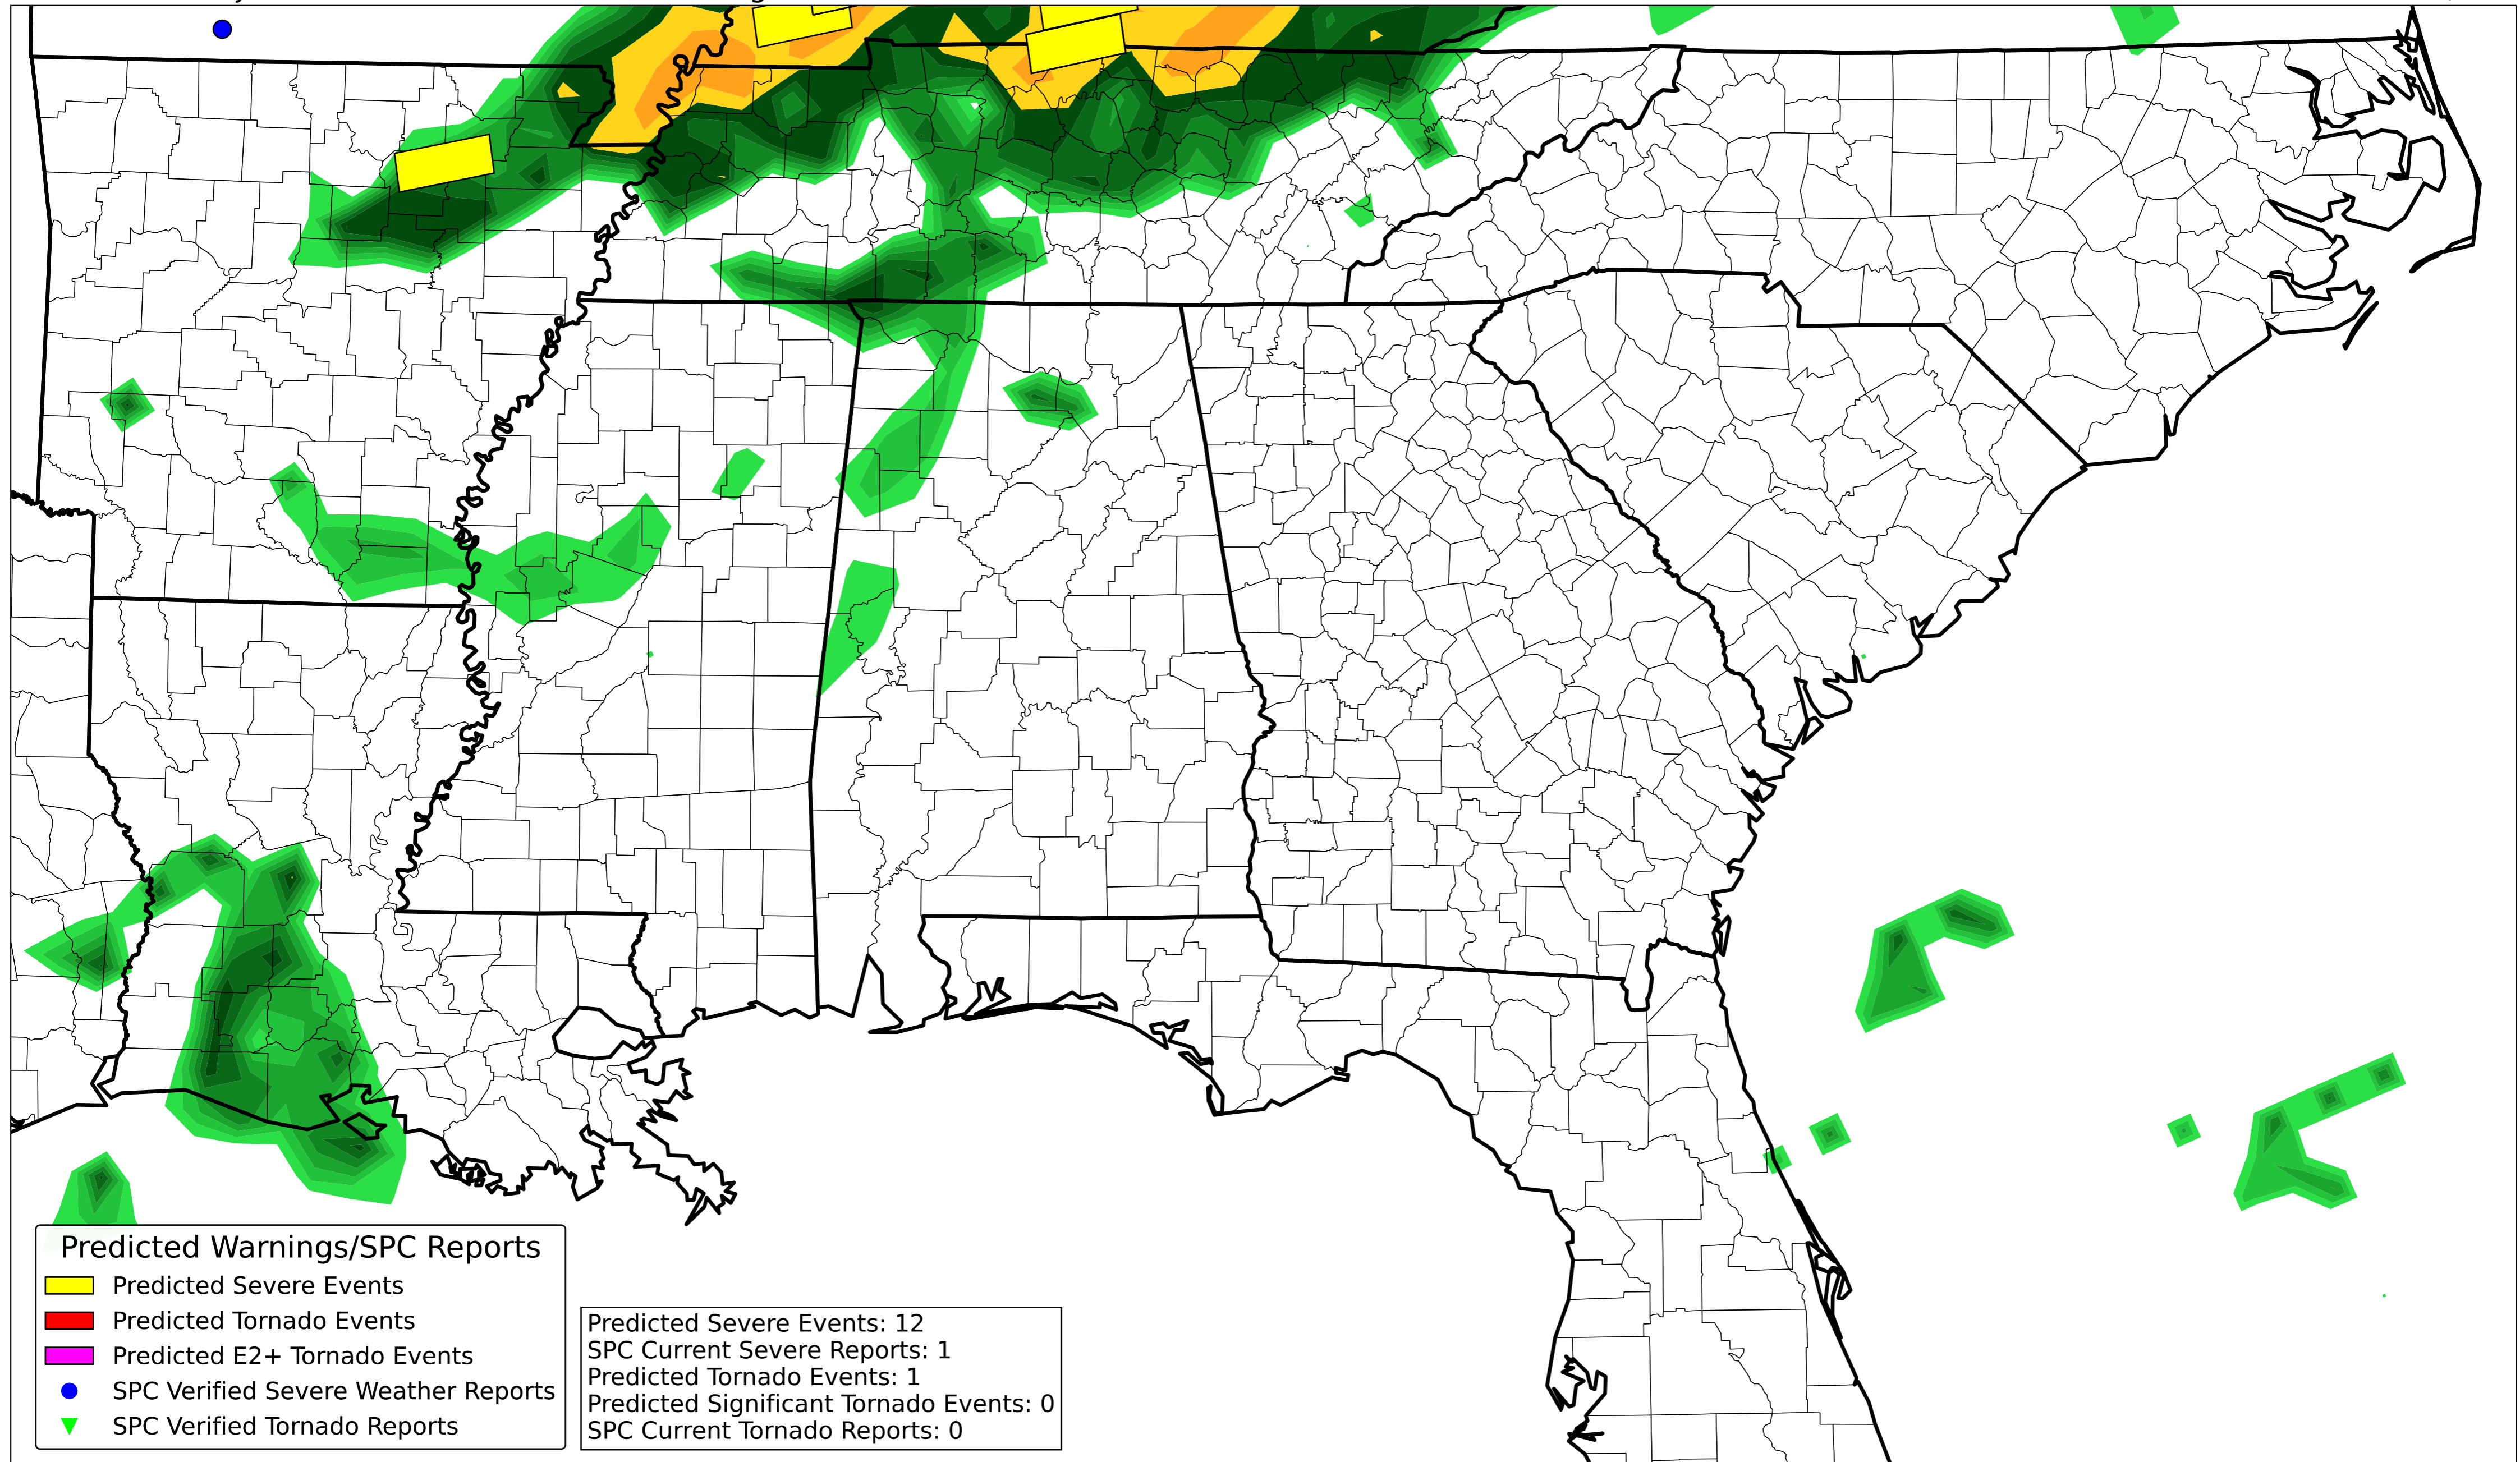 Predicted Warnings/SPC Reports
Predicted Severe Events
Predicted Tornado Events
Predicted E2+ Tornado Events
SPC Verified Severe Weather Reports
SPC Verified Tornado Reports
Predicted Severe Events: 12
SPC Current Severe Reports: 1
Predicted Tornado Events: 1
Predicted Significant Tornado Events: 0
SPC Current Tornado Reports: 0